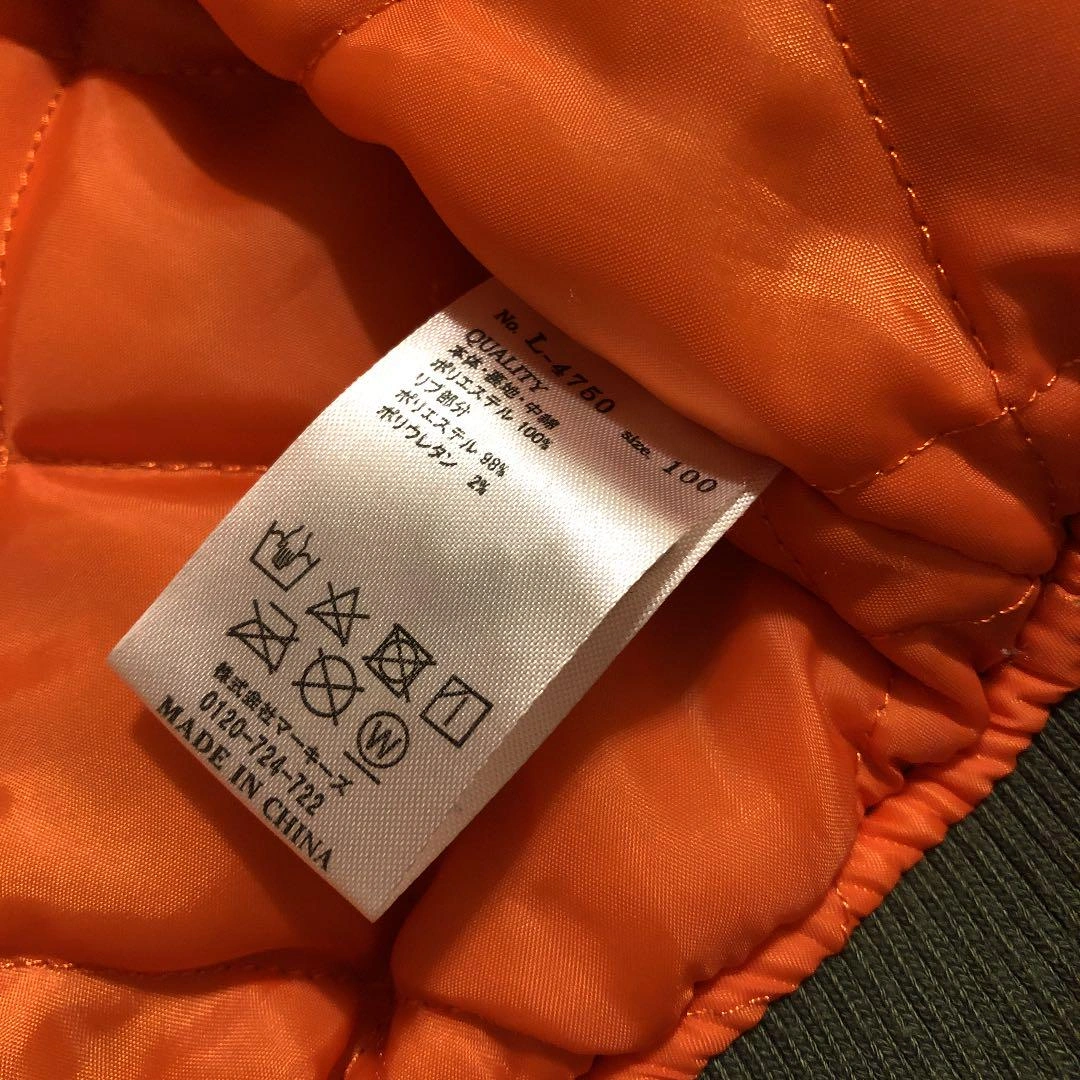 No. L-4750 size. 100
QUALITY
本体・裏地・中綿
ポリエステル 100%
リブ部分
ポリエステル 98%
ポリウレタン 2%
W
株式会社マーキーズ
0120-724-722
MADE IN CHINA